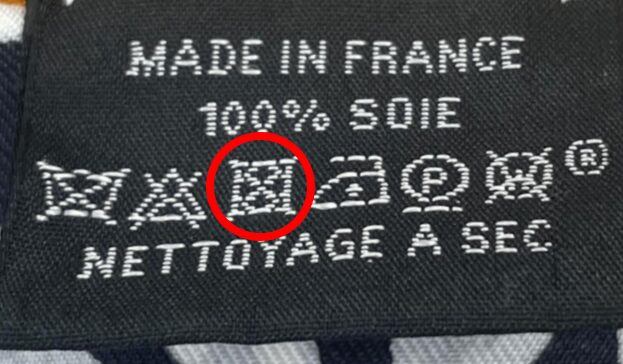 MADE IN FRANCE
100% SOIE
P W ®
NETTOYAGE A SEC